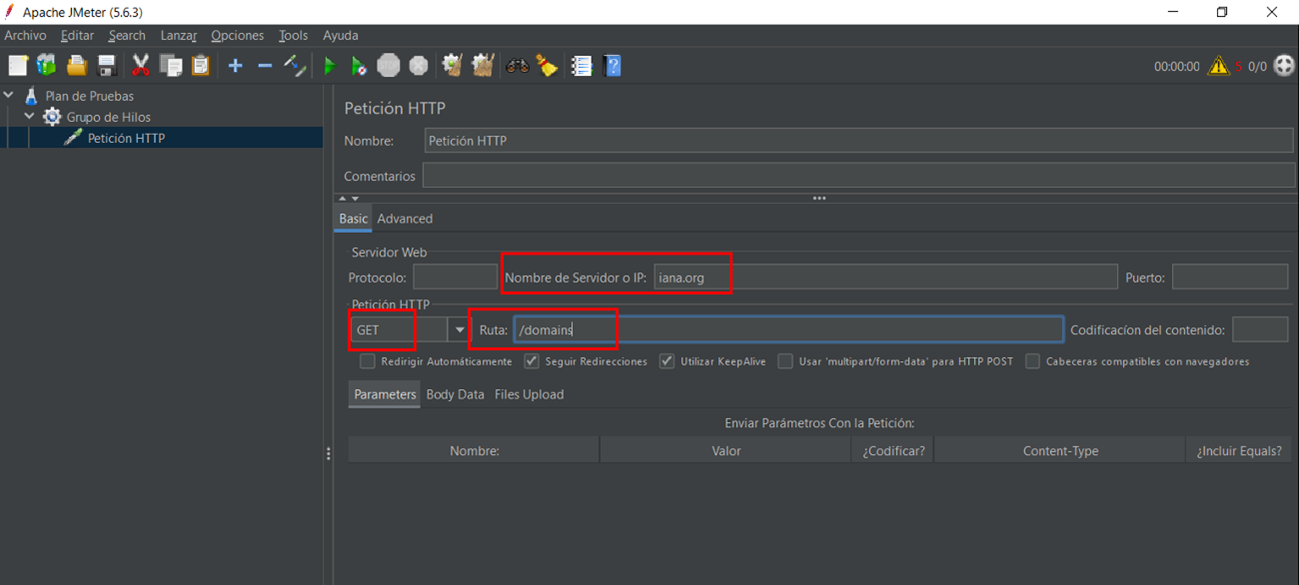 Apache JMeter (5.6.3)
Archivo Editar Search Lanzar Opciones Tools Ayuda
00:00:00 5 0/0
Plan de Pruebas
Grupo de Hilos
Petición HTTP
Petición HTTP
Nombre: Petición HTTP
Comentarios
Basic Advanced
Servidor Web
Protocolo: Nombre de Servidor o IP: iana.org Puerto:
Petición HTTP
GET Ruta: /domains Codificacíon del contenido:
Redirigir Automáticamente Seguir Redirecciones Utilizar KeepAlive Usar 'multipart/form-data' para HTTP POST Cabeceras compatibles con navegadores
Parameters Body Data Files Upload
Enviar Parámetros Con la Petición:
Nombre: Valor ¿Codificar? Content-Type ¿Incluir Equals?